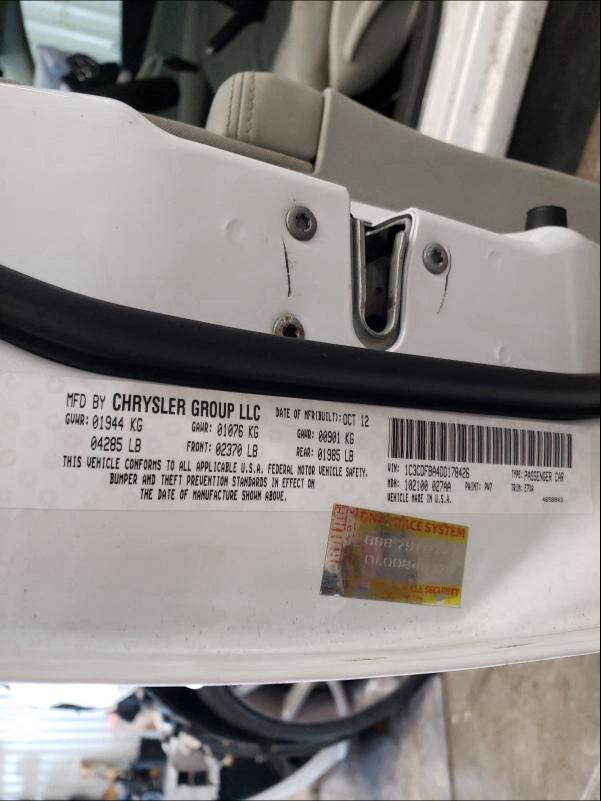 MFD BY CHRYSLER GROUP LLC
DATE OF MFR(BUILT): OCT 12
GVWR: 01944 KG
GAWR: 01076 KG
GAWR: 00901 KG
04285 LB
FRONT: 02370 LB
REAR: 01985 LB
THIS VEHICLE CONFORMS TO ALL APPLICABLE U.S.A. FEDERAL MOTOR VEHICLE SAFETY,
BUMPER AND THEFT PREVENTION STANDARDS IN EFFECT ON
THE DATE OF MANUFACTURE SHOWN ABOVE.
VIN: 1C3CDFBA4DD178426
TYPE: PASSENGER CAR
MDH: 102100 027AA
PAINT: PW7
TRIM:
VEHICLE MADE IN U.S.A.
DNA TRACE SYSTEM
888
SECURITY